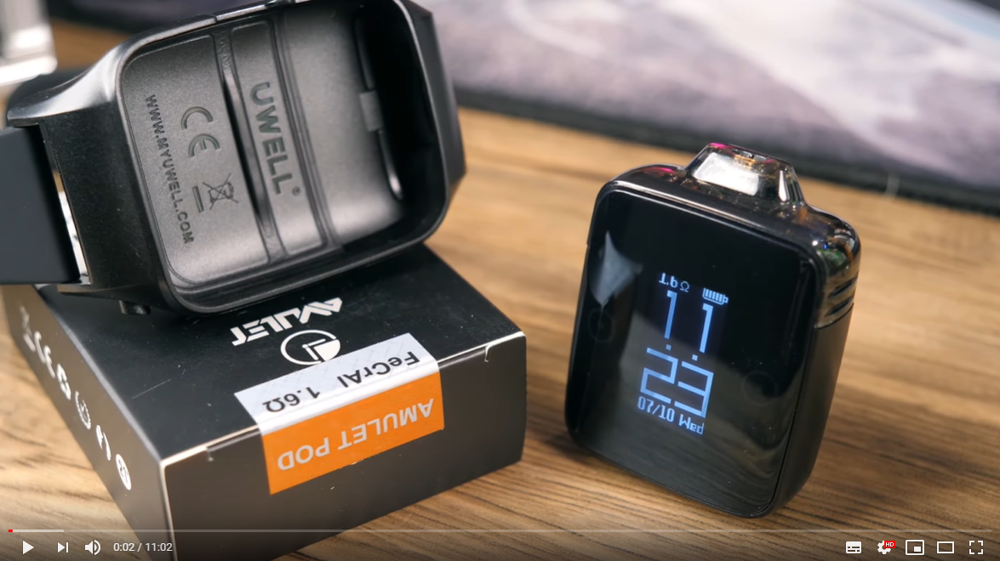 UWELL®
CE
WWW.MYUWELL.COM
AMULET
FeCrAl 1.6Ω
AMULET POD
1.6Ω
11
:
23
07/10 Wed
0:02 / 11:02
HD